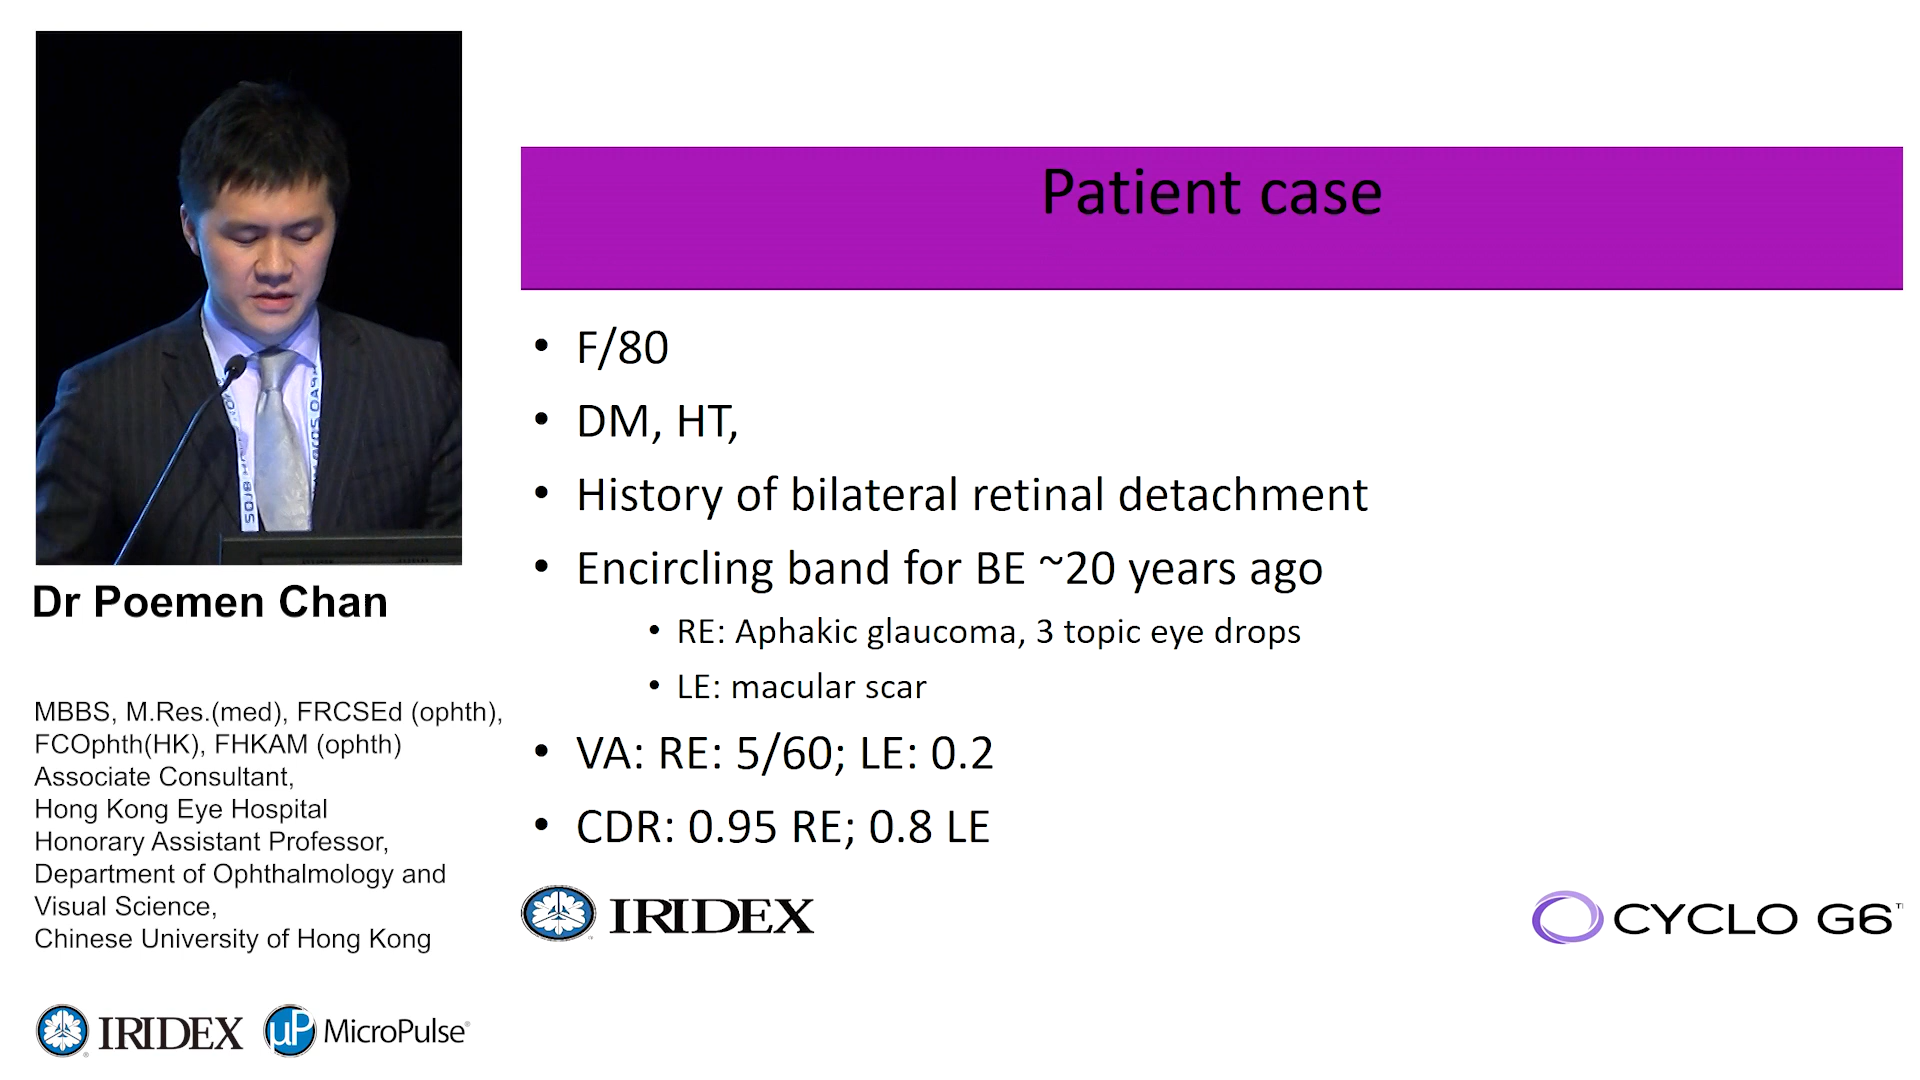 Patient case
• F/80
• DM, HT,
• History of bilateral retinal detachment
• Encircling band for BE ~20 years ago
• RE: Aphakic glaucoma, 3 topic eye drops
• LE: macular scar
• VA: RE: 5/60; LE: 0.2
• CDR: 0.95 RE; 0.8 LE
IRIDEX
CYCLO G6™
Dr Poemen Chan
MBBS, M.Res.(med), FRCSEd (ophth),
FCOphth(HK), FHKAM (ophth)
Associate Consultant,
Hong Kong Eye Hospital
Honorary Assistant Professor,
Department of Ophthalmology and
Visual Science,
Chinese University of Hong Kong
IRIDEX®
µP MicroPulse®